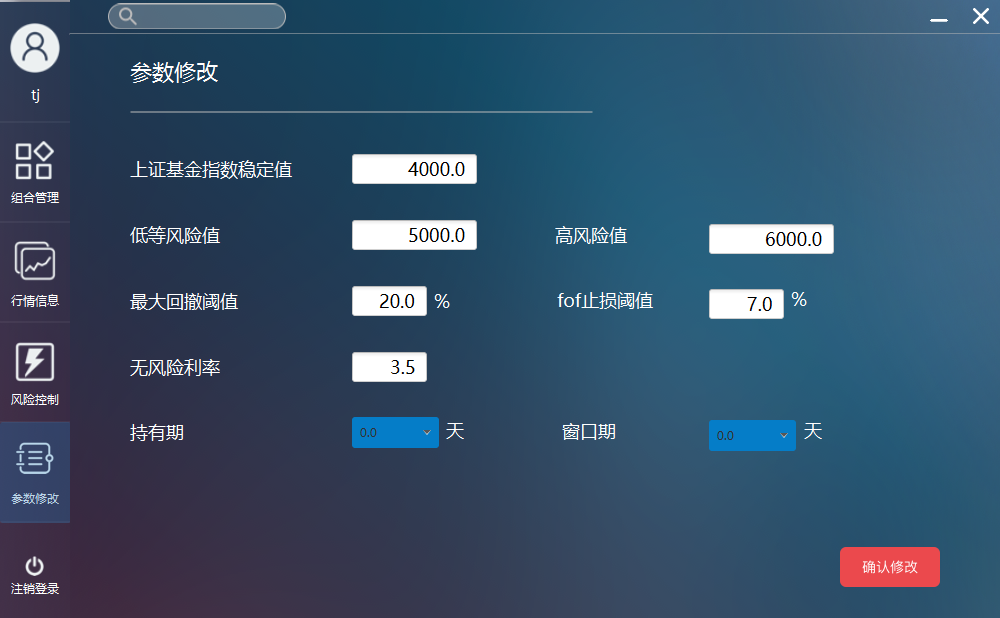 tj
组合管理
行情信息
风险控制
参数修改
注销登录
参数修改
上证基金指数稳定值 4000.0
低等风险值 5000.0 高风险值 6000.0
最大回撤阈值 20.0 % fof止损阈值 7.0 %
无风险利率 3.5
持有期 0.0 天 窗口期 0.0 天
确认修改